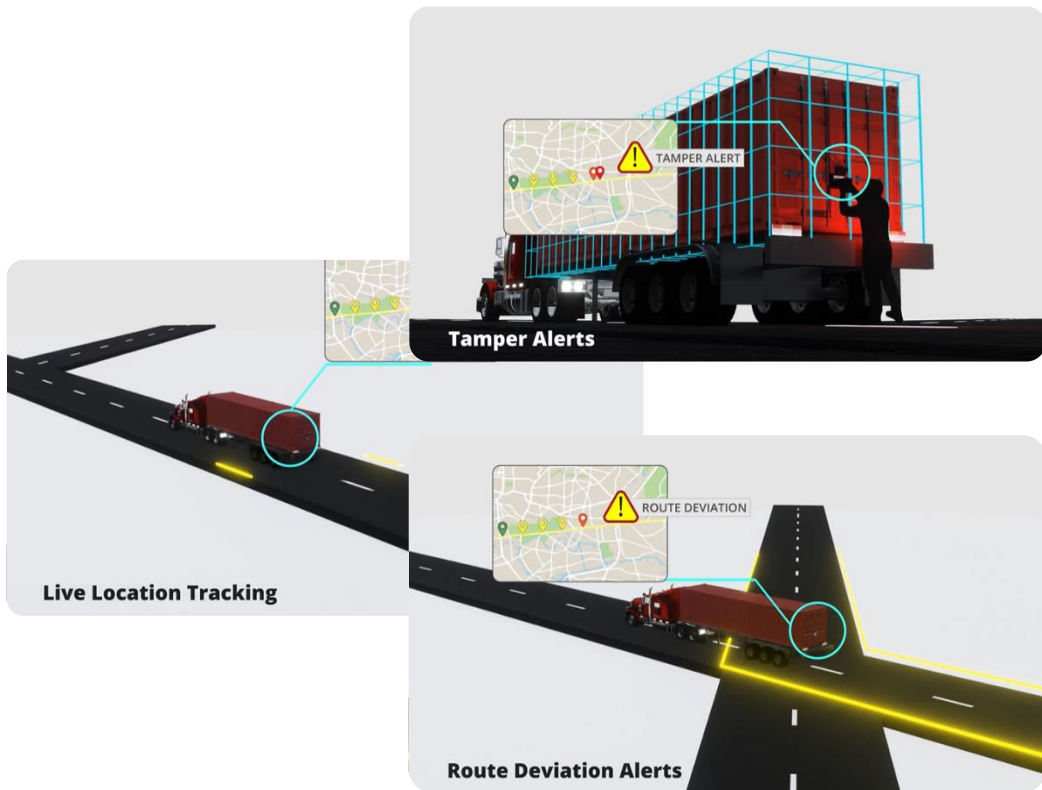 TAMPER ALERT
Tamper Alerts
Live Location Tracking
ROUTE DEVIATION
Route Deviation Alerts